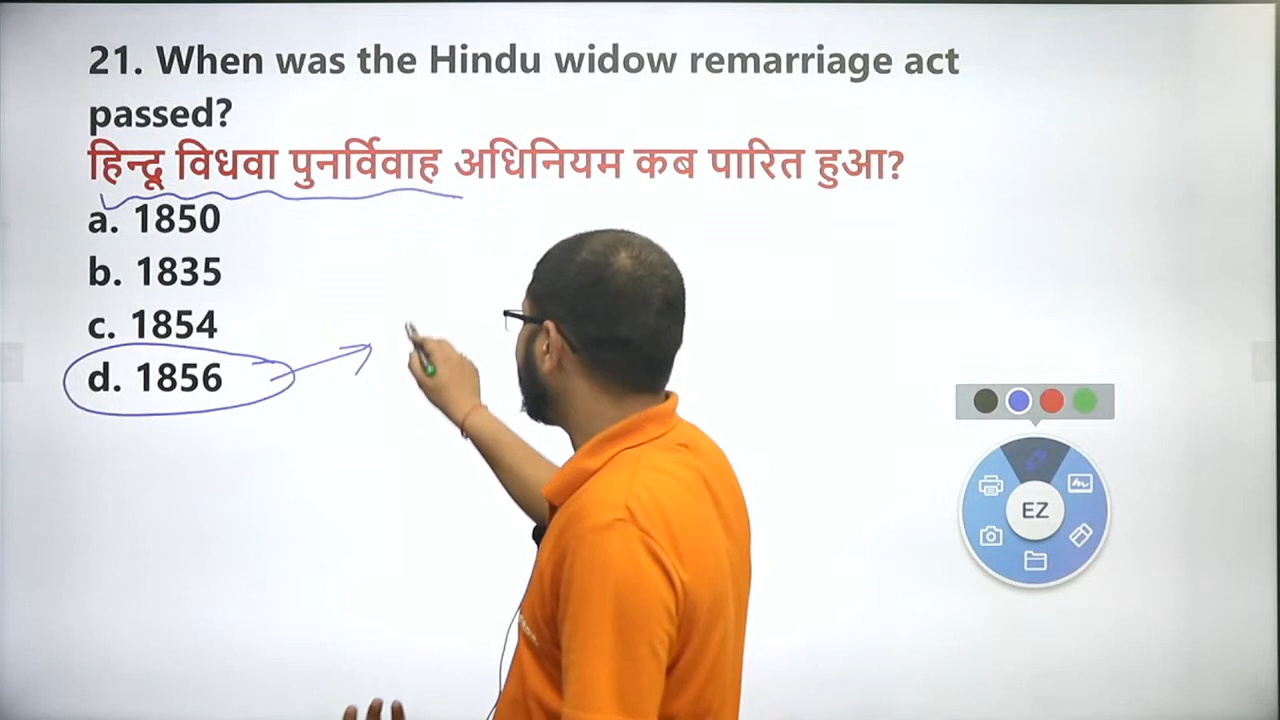 21. When was the Hindu widow remarriage act
passed?
हिन्दू विधवा पुनर्विवाह अधिनियम कब पारित हुआ?
a. 1850
b. 1835
c. 1854
d. 1856
EZ